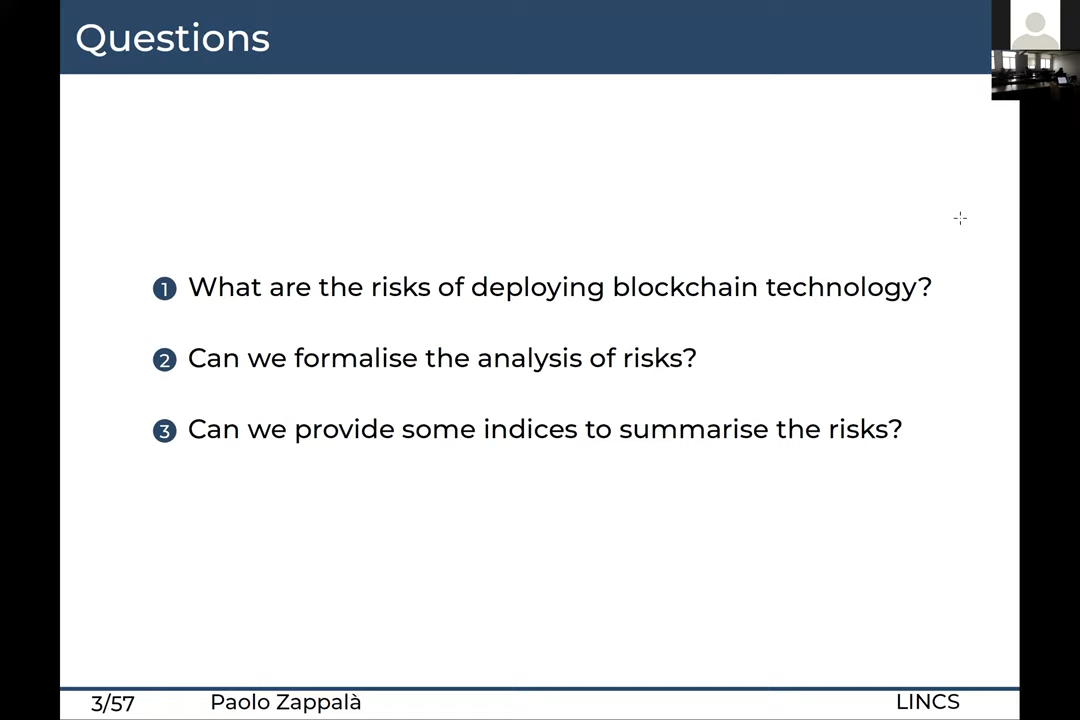 Questions
1 What are the risks of deploying blockchain technology?
2 Can we formalise the analysis of risks?
3 Can we provide some indices to summarise the risks?
3/57 Paolo Zappalà LINCS